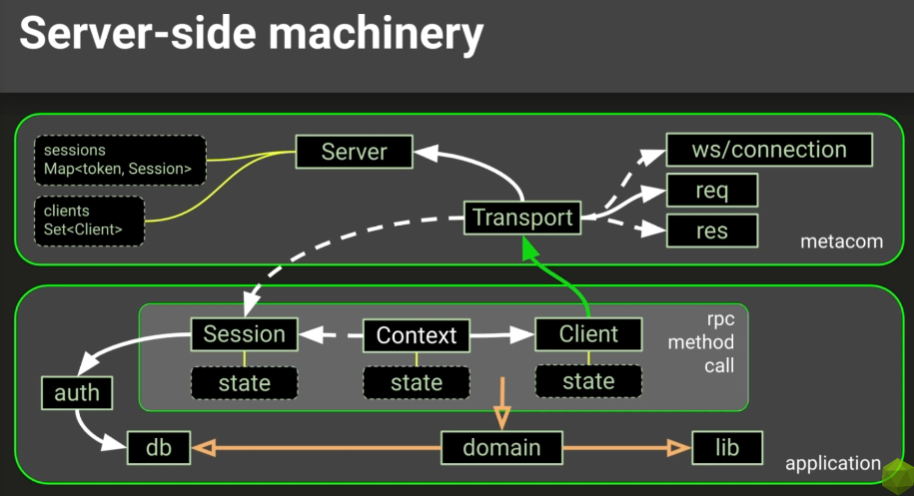 Server-side machinery
sessions
Map<token, Session>
clients
Set<Client>
Server
ws/connection
req
res
Transport
metacom
Session
Context
Client
rpc
method
call
state
state
state
auth
db
domain
lib
application